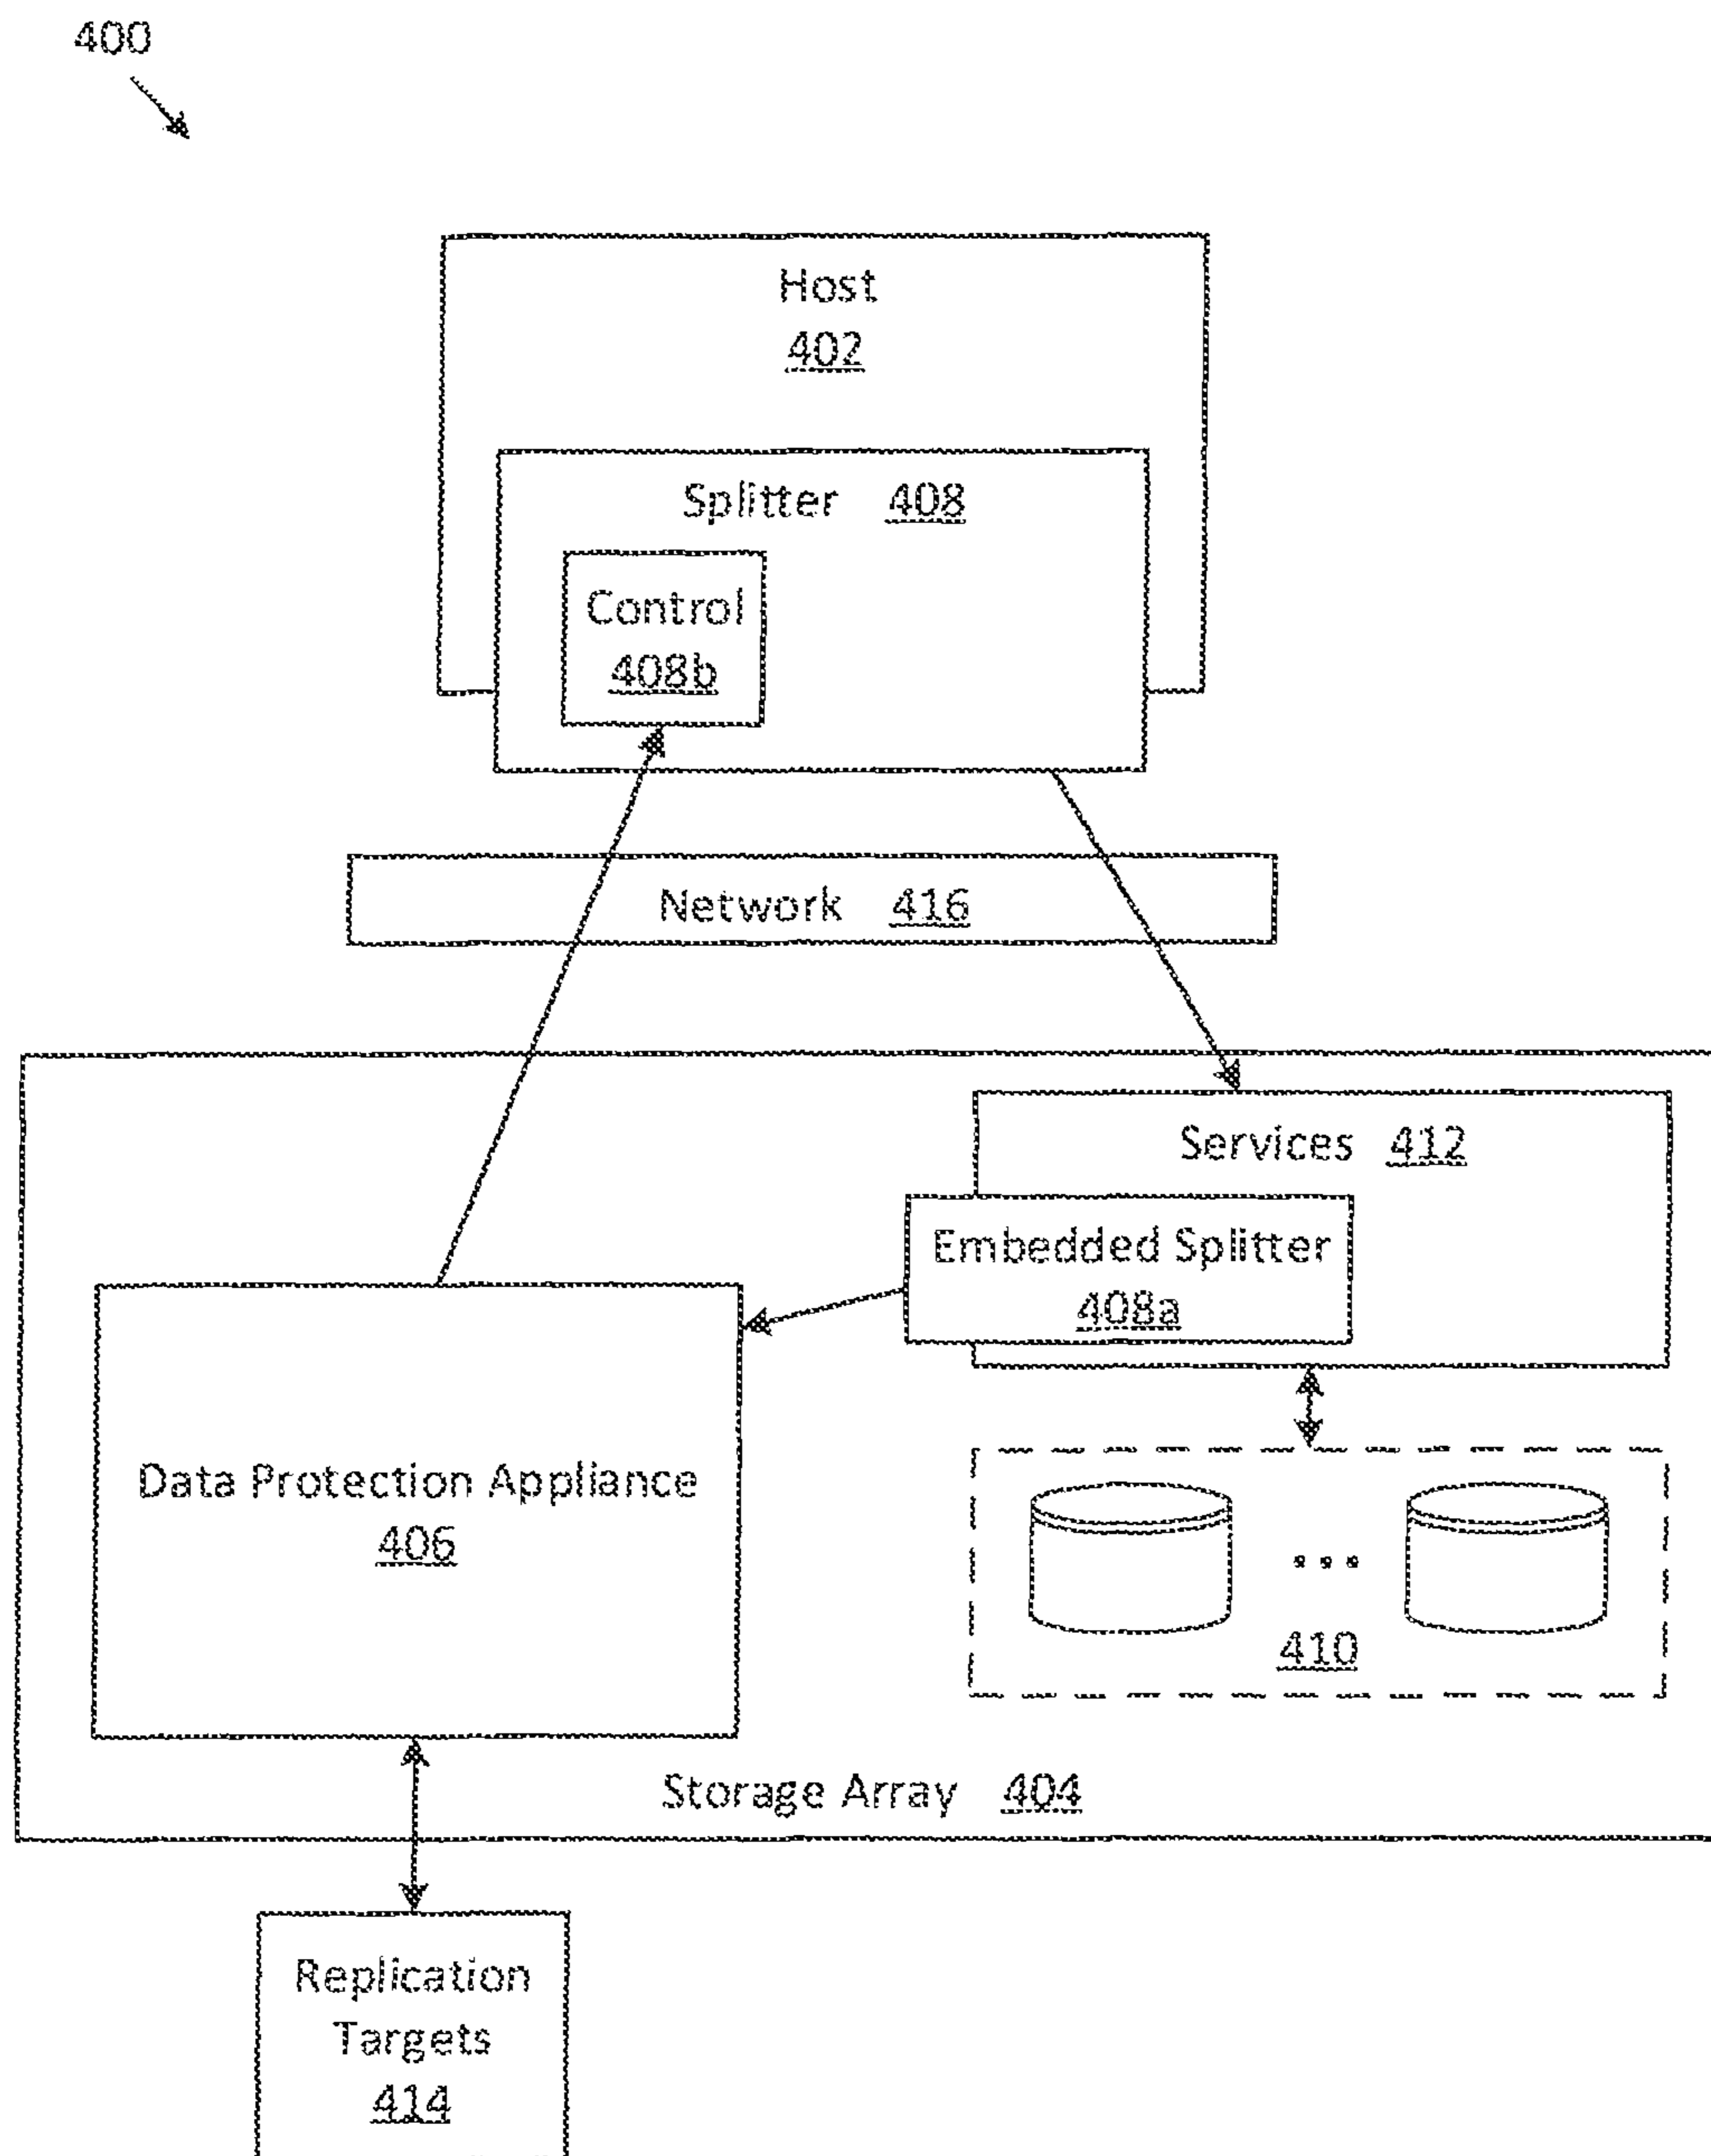 400
Host
402
Splitter 408
Control
408b
Network 416
Services 412
Embedded Splitter
408a
Data Protection Appliance
406
...
410
Storage Array 404
Replication
Targets
414